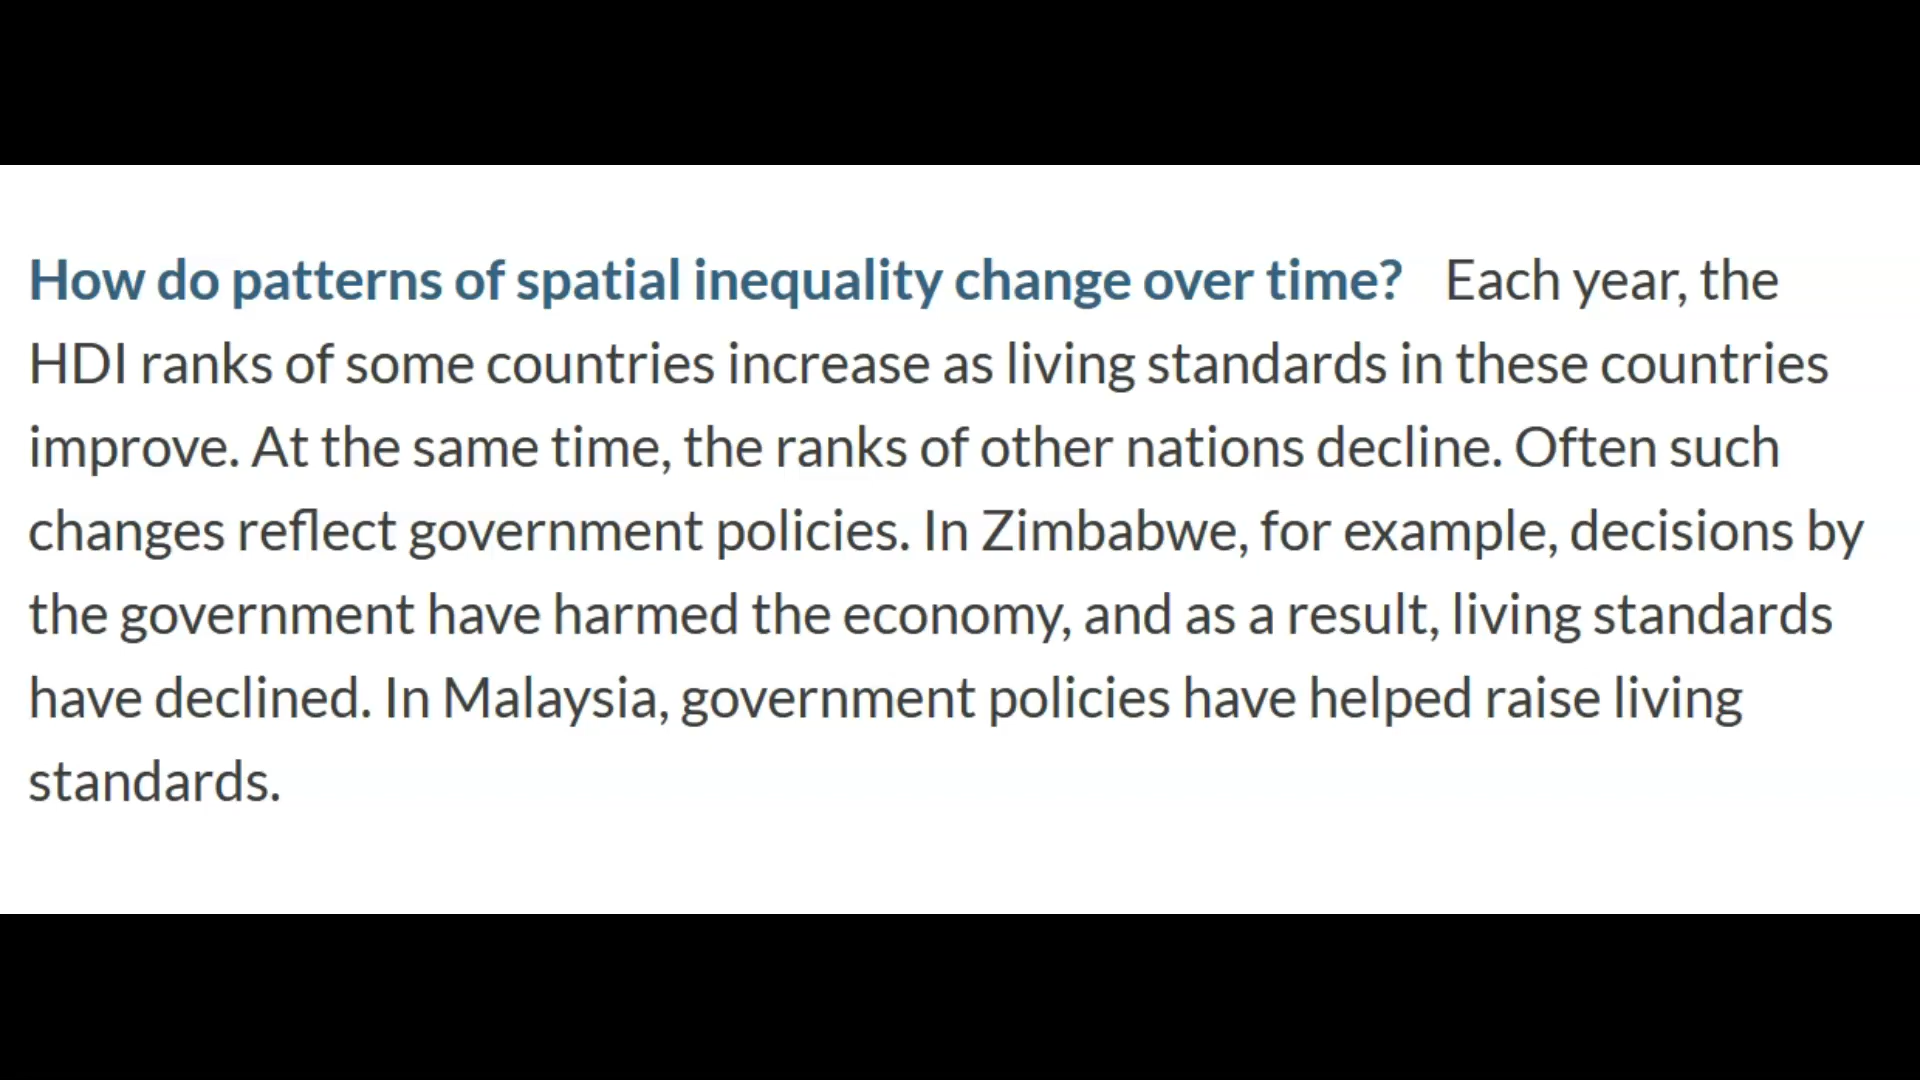 How do patterns of spatial inequality change over time? Each year, the
HDI ranks of some countries increase as living standards in these countries
improve. At the same time, the ranks of other nations decline. Often such
changes reflect government policies. In Zimbabwe, for example, decisions by
the government have harmed the economy, and as a result, living standards
have declined. In Malaysia, government policies have helped raise living
standards.